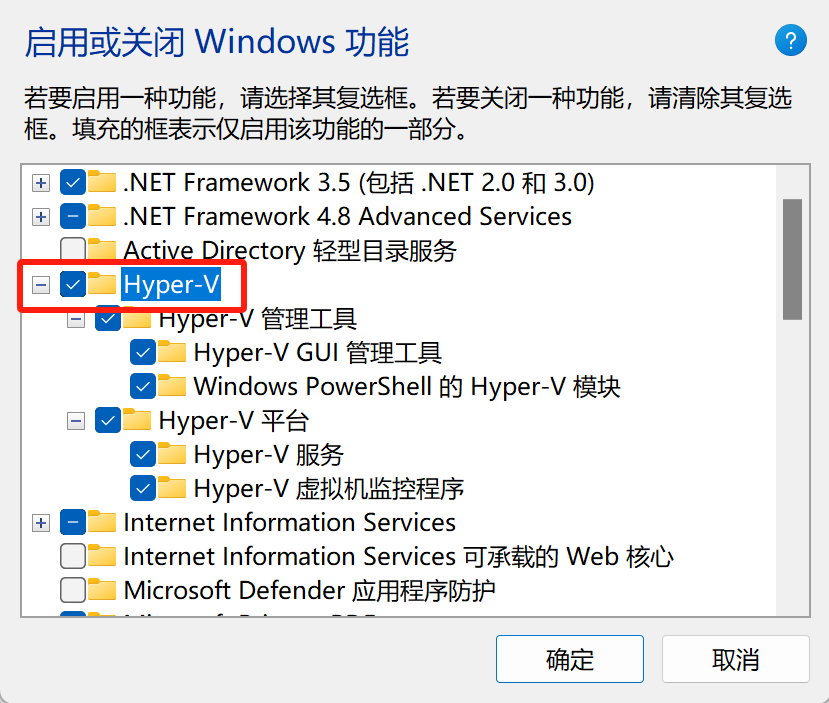 启用或关闭 Windows 功能
?
若要启用一种功能，请选择其复选框。若要关闭一种功能，请清除其复选
框。填充的框表示仅启用该功能的一部分。
.NET Framework 3.5 (包括 .NET 2.0 和 3.0)
.NET Framework 4.8 Advanced Services
Active Directory 轻型目录服务
Hyper-V
Hyper-V 管理工具
Hyper-V GUI 管理工具
Windows PowerShell 的 Hyper-V 模块
Hyper-V 平台
Hyper-V 服务
Hyper-V 虚拟机监控程序
Internet Information Services
Internet Information Services 可承载的 Web 核心
Microsoft Defender 应用程序防护
确定
取消